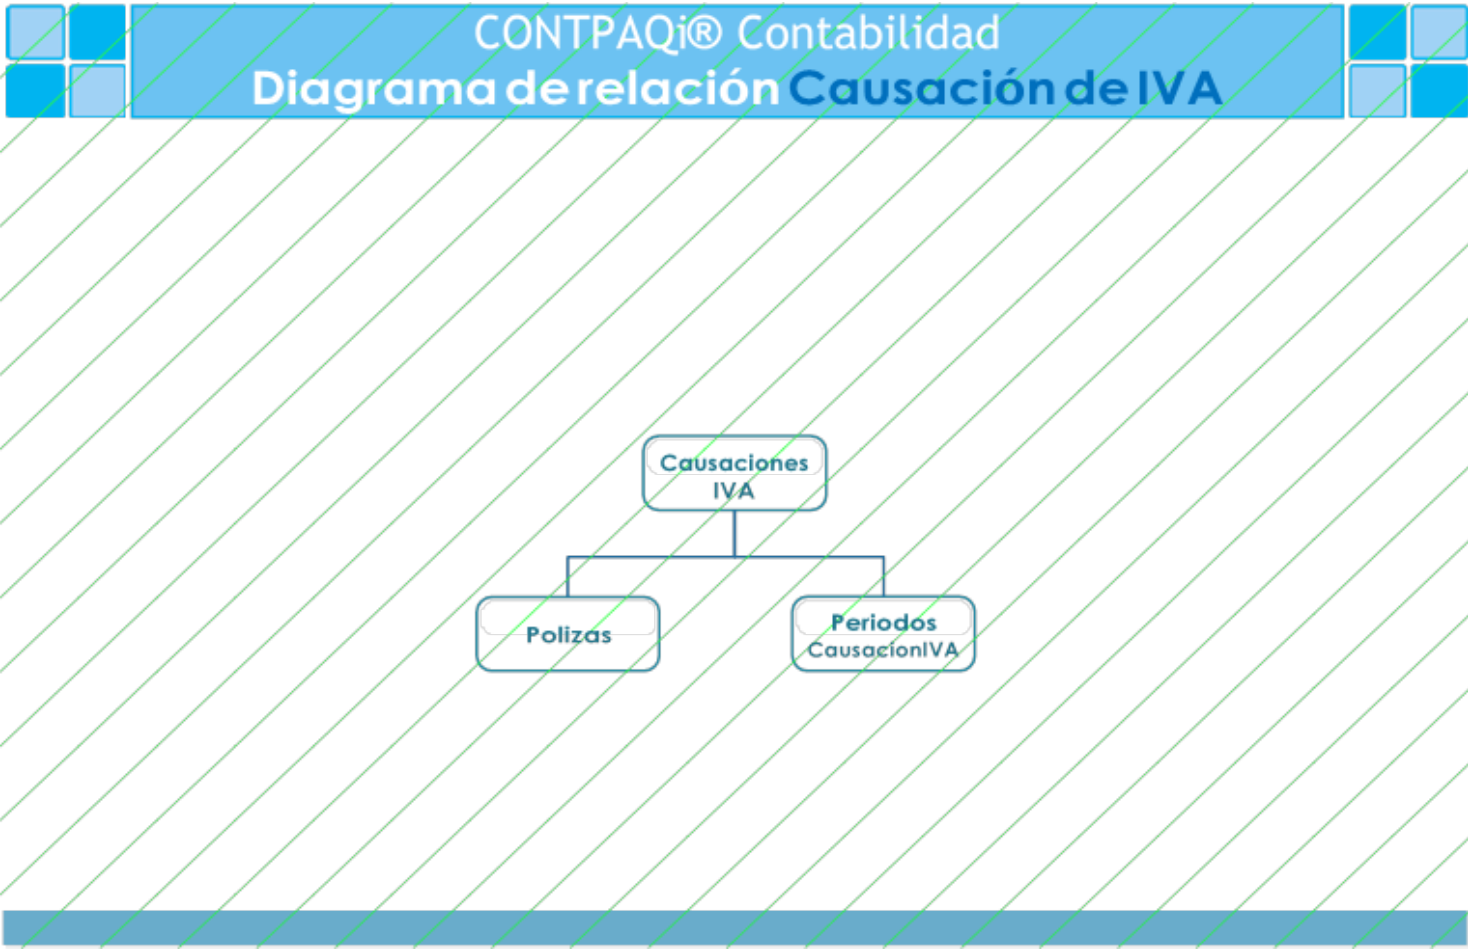 CONTPAQi® Contabilidad
Diagrama de relación Causación de IVA
Causaciones
IVA
Polizas
Periodos
CausacionIVA